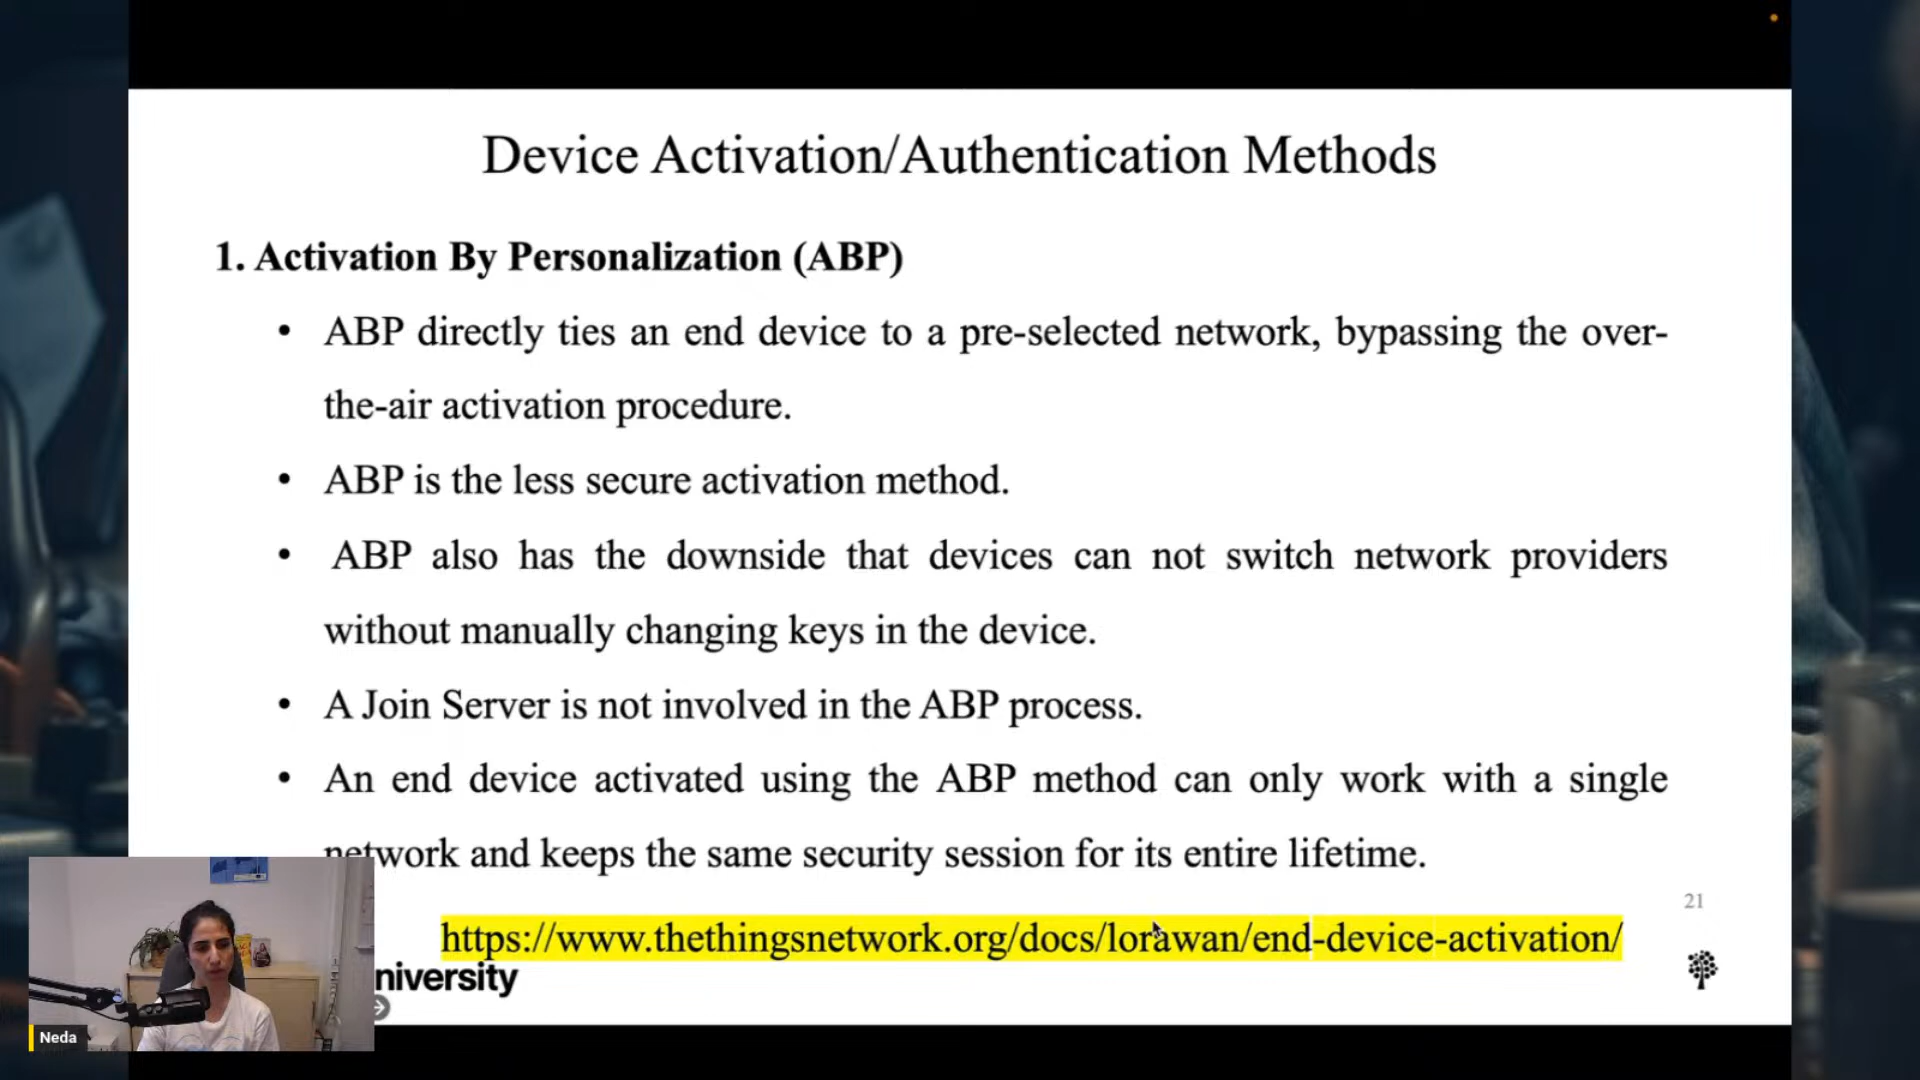 Device Activation/Authentication Methods
1. Activation By Personalization (ABP)
• ABP directly ties an end device to a pre-selected network, bypassing the over-
the-air activation procedure.
• ABP is the less secure activation method.
• ABP also has the downside that devices can not switch network providers
without manually changing keys in the device.
• A Join Server is not involved in the ABP process.
• An end device activated using the ABP method can only work with a single
network and keeps the same security session for its entire lifetime.
21
https://www.thethingsnetwork.org/docs/lorawan/end-device-activation/
niversity
Neda